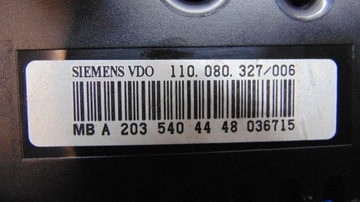 SIEMENS VDO 110.080.327/006
MB A 203 540 44 48 036715